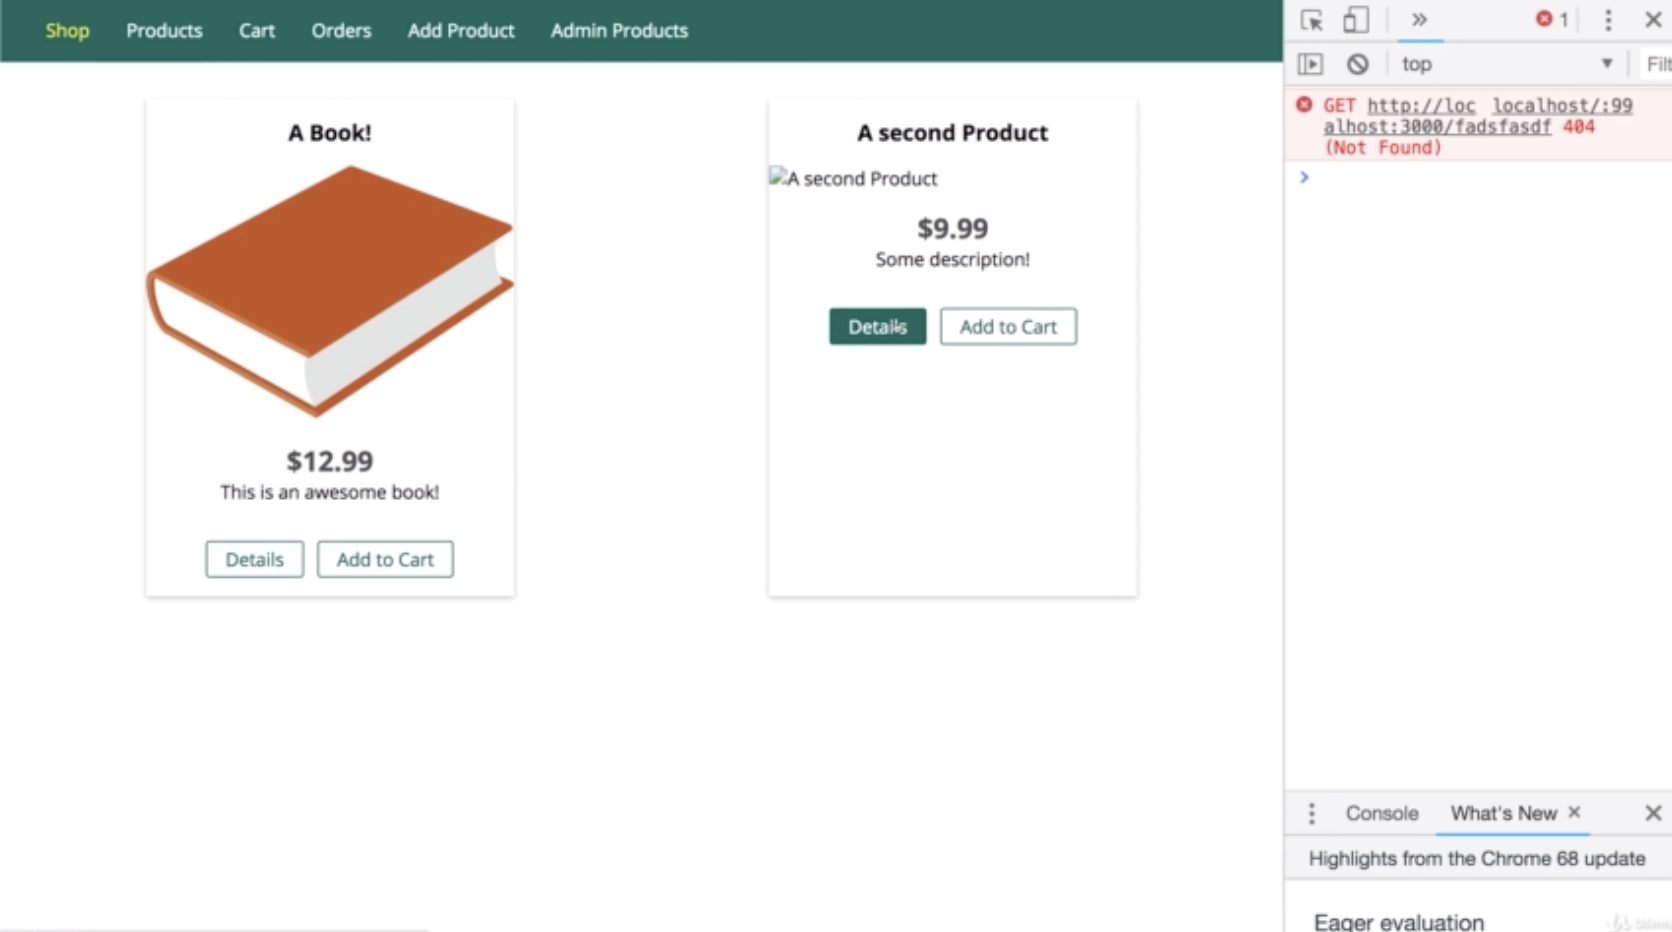 Shop Products Cart Orders Add Product Admin Products
A Book!
$12.99
This is an awesome book!
Details Add to Cart
A second Product
A second Product
$9.99
Some description!
Details Add to Cart
1
top
Filt
GET http://loc localhost/:99
alhost:3000/fadsfasdf 404
(Not Found)
Console What's New
Highlights from the Chrome 68 update
Eager evaluation